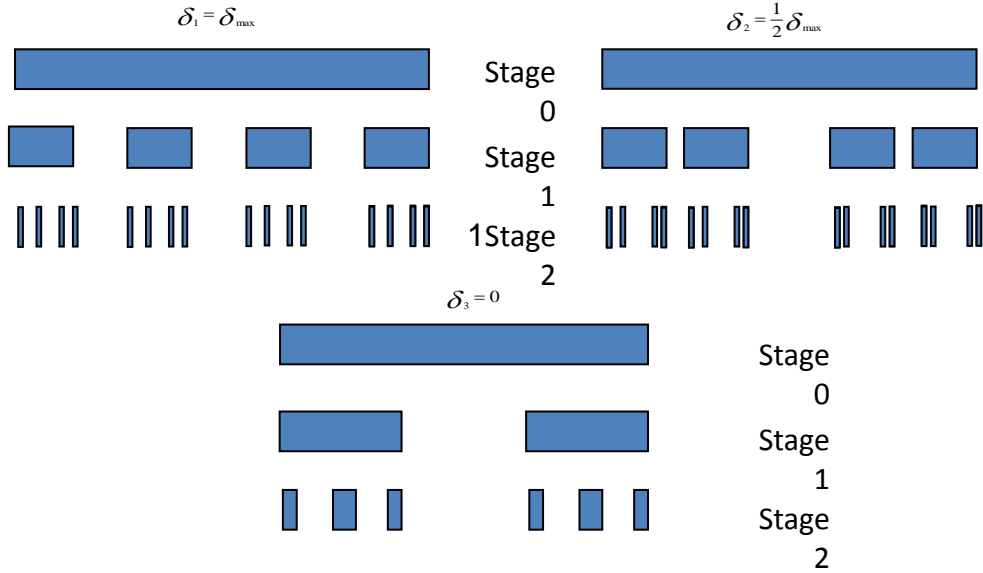 δ₁ = δmax
δ₂ = 1/2 δmax
Stage
0
Stage
1
1Stage
2
δ₃ = 0
Stage
0
Stage
1
Stage
2